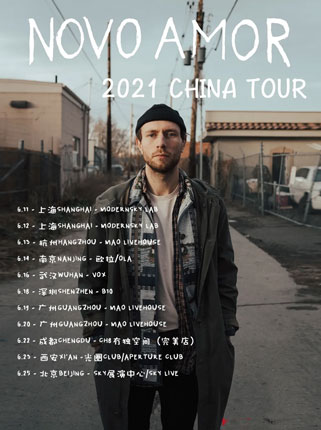 NOVO AMOR
2021 CHINA TOUR
6.11 - 上海SHANGHAI - MODERNSKY LAB
6.12 - 上海SHANGHAI - MODERNSKY LAB
6.13 - 杭州HANGZHOU - MAO LIVEHOUSE
6.14 - 南京NANJING - 欧拉/OLA
6.16 - 武汉WUHAN - VOX
6.18 - 深圳SHENZHEN - B10
6.19 - 广州GUANGZHOU - MAO LIVEHOUSE
6.20 - 广州GUANGZHOU - MAO LIVEHOUSE
6.22 - 成都CHENGDU - CH8冇独空间 (完美店)
6.23 - 西安XI'AN -光圈CLUB/APERTURE CLUB
6.25 - 北京BEIJING - SKY展演中心/SKY LIVE